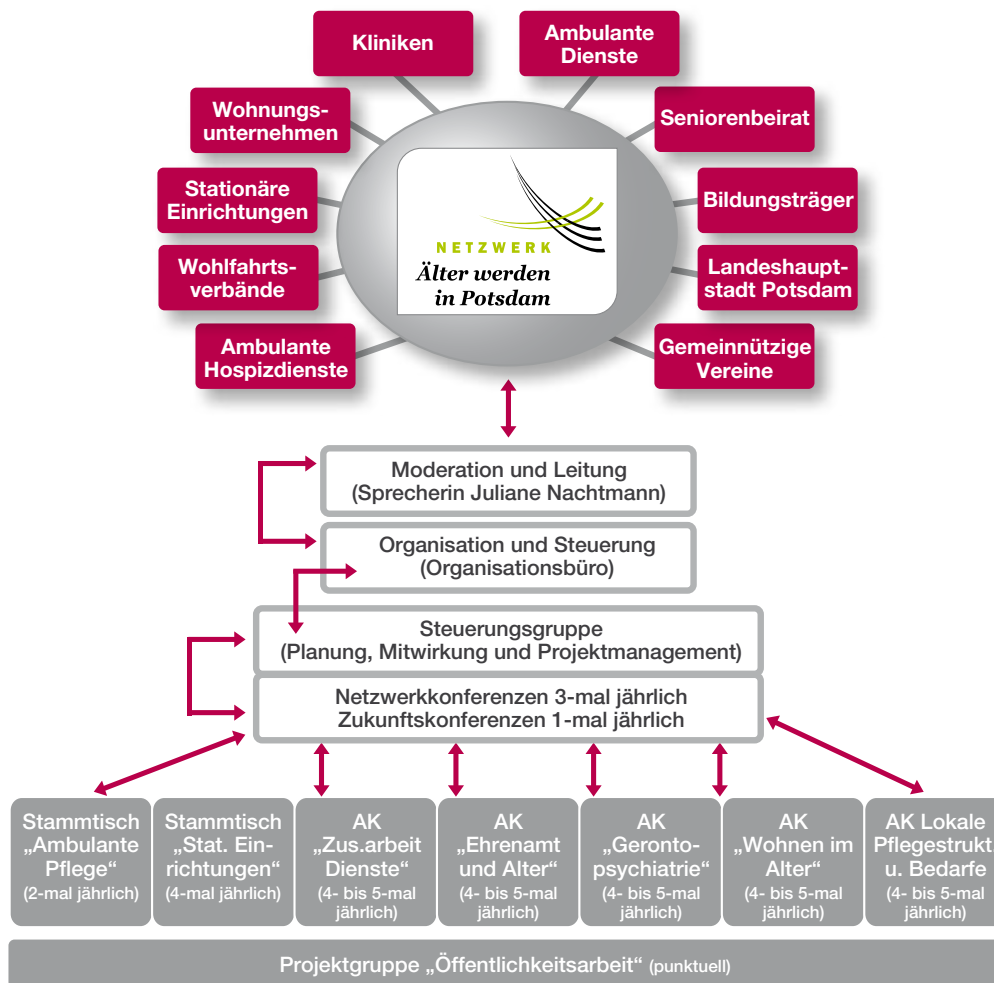 Kliniken
Ambulante
Dienste
Wohnungs-
unternehmen
Seniorenbeirat
Stationäre
Einrichtungen
Bildungsträger
Wohlfahrts-
verbände
Landeshaupt-
stadt Potsdam
Ambulante
Hospizdienste
Gemeinnützige
Vereine
NETZWERK
Älter werden
in Potsdam
Moderation und Leitung
(Sprecherin Juliane Nachtmann)
Organisation und Steuerung
(Organisationsbüro)
Steuerungsgruppe
(Planung, Mitwirkung und Projektmanagement)
Netzwerkkonferenzen 3-mal jährlich
Zukunftskonferenzen 1-mal jährlich
Stammtisch
„Ambulante
Pflege“
(2-mal jährlich)
Stammtisch
„Stat. Ein-
richtungen“
(4-mal jährlich)
AK
„Zus.arbeit
Dienste“
(4- bis 5-mal
jährlich)
AK
„Ehrenamt
und Alter“
(4- bis 5-mal
jährlich)
AK
„Geronto-
psychiatrie“
(4- bis 5-mal
jährlich)
AK
„Wohnen im
Alter“
(4- bis 5-mal
jährlich)
AK Lokale
Pflegestrukt.
u. Bedarfe
(4- bis 5-mal
jährlich)
Projektgruppe „Öffentlichkeitsarbeit“ (punktuell)